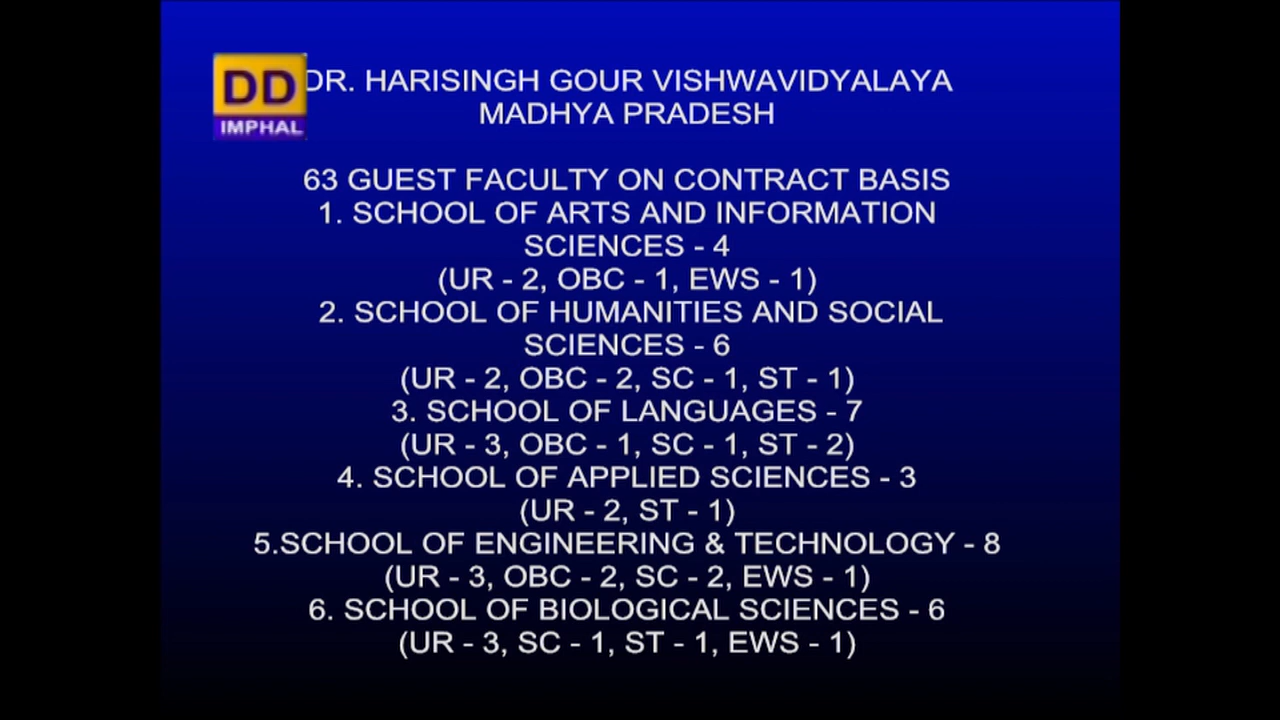 DD
IMPHAL
DR. HARISINGH GOUR VISHWAVIDYALAYA
MADHYA PRADESH
63 GUEST FACULTY ON CONTRACT BASIS
1. SCHOOL OF ARTS AND INFORMATION
SCIENCES - 4
(UR - 2, OBC - 1, EWS - 1)
2. SCHOOL OF HUMANITIES AND SOCIAL
SCIENCES - 6
(UR - 2, OBC - 2, SC - 1, ST - 1)
3. SCHOOL OF LANGUAGES - 7
(UR - 3, OBC - 1, SC - 1, ST - 2)
4. SCHOOL OF APPLIED SCIENCES - 3
(UR - 2, ST - 1)
5.SCHOOL OF ENGINEERING & TECHNOLOGY - 8
(UR - 3, OBC - 2, SC - 2, EWS - 1)
6. SCHOOL OF BIOLOGICAL SCIENCES - 6
(UR - 3, SC - 1, ST - 1, EWS - 1)